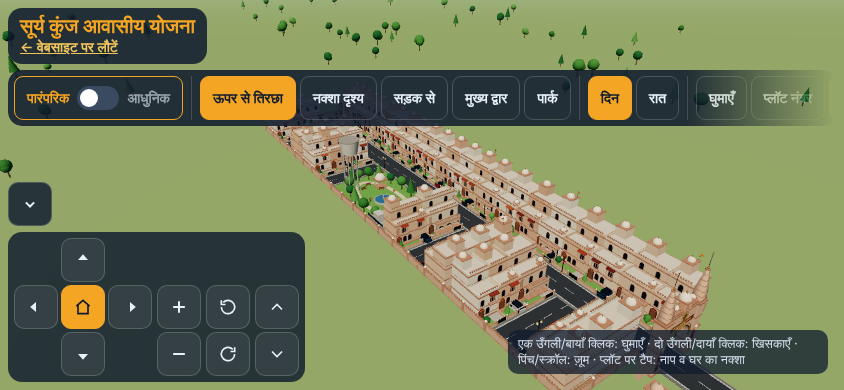 सूर्य कुंज आवासीय योजना
← वेबसाइट पर लौटें
पारंपरिक आधुनिक ऊपर से तिरछा नक्शा दृश्य सड़क से मुख्य द्वार पार्क दिन रात घुमाएँ प्लॉट
एक उँगली/बायाँ क्लिक: घुमाएँ · दो उँगली/दायाँ क्लिक: खिसकाएँ ·
पिंच/स्क्रॉल: ज़ूम · प्लॉट पर टैप: नाप व घर का नक्शा